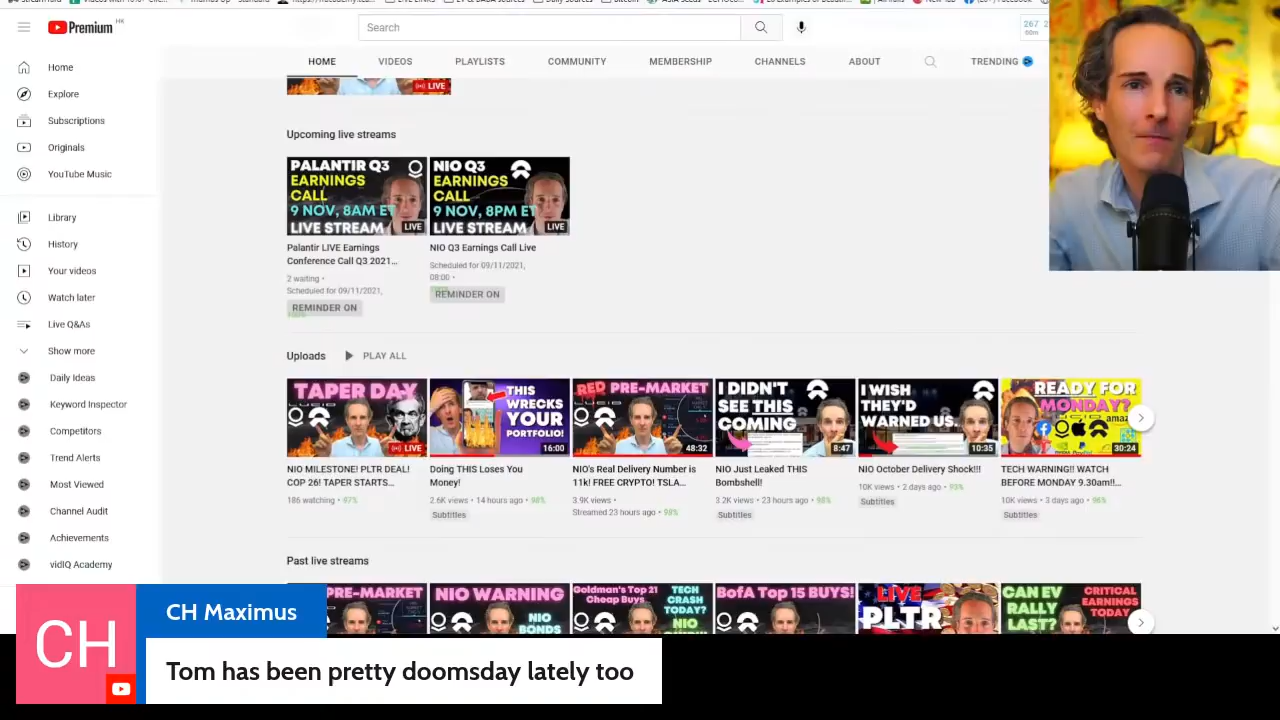 Premium HK
Search
HOME VIDEOS PLAYLISTS COMMUNITY MEMBERSHIP CHANNELS ABOUT TRENDING
Home
Explore
Subscriptions
Originals
YouTube Music
Library
History
Your videos
Watch later
Live Q&As
Show more
Daily Ideas
Keyword Inspector
Competitors
Trend Alerts
Most Viewed
Channel Audit
Achievements
vidIQ Academy
LIVE
Upcoming live streams
PALANTIR Q3
EARNINGS
CALL
9 NOV, 8AM ET
LIVE STREAM
LIVE
NIO Q3
EARNINGS
CALL
9 NOV, 8PM ET
LIVE STREAM
LIVE
Palantir LIVE Earnings
Conference Call Q3 2021...
2 waiting •
Scheduled for 09/11/2021,
REMINDER ON
NIO Q3 Earnings Call Live
Scheduled for 09/11/2021,
08:00 •
REMINDER ON
Uploads PLAY ALL
TAPER DAY
LIVE
THIS
WRECKS
YOUR
PORTFOLIO!
16:00
RED PRE-MARKET
48:32
I DIDN'T
SEE THIS
COMING
8:47
I WISH
THEY'D
WARNED US.
10:35
READY FOR
MONDAY?
30:24
NIO MILESTONE! PLTR DEAL!
COP 26! TAPER STARTS...
186 watching • 97%
Doing THIS Loses You
Money!
2.6K views • 14 hours ago • 98%
Subtitles
NIO's Real Delivery Number is
11k! FREE CRYPTO! TSLA...
3.9K views •
Streamed 23 hours ago • 98%
NIO Just Leaked THIS
Bombshell!
3.2K views • 23 hours ago • 98%
Subtitles
NIO October Delivery Shock!!!
10K views • 2 days ago • 93%
Subtitles
TECH WARNING!! WATCH
BEFORE MONDAY 9.30am!!...
10K views • 3 days ago • 96%
Subtitles
Past live streams
PRE-MARKET
NIO WARNING
NIO
BONDS
Goldman's Top 21
Cheap Buys
TECH
CRASH
TODAY?
BofA Top 15 BUYS!
LIVE
PLTR
CAN EV
RALLY
LAST?
CRITICAL
EARNINGS
TODAY
CH
CH Maximus
Tom has been pretty doomsday lately too